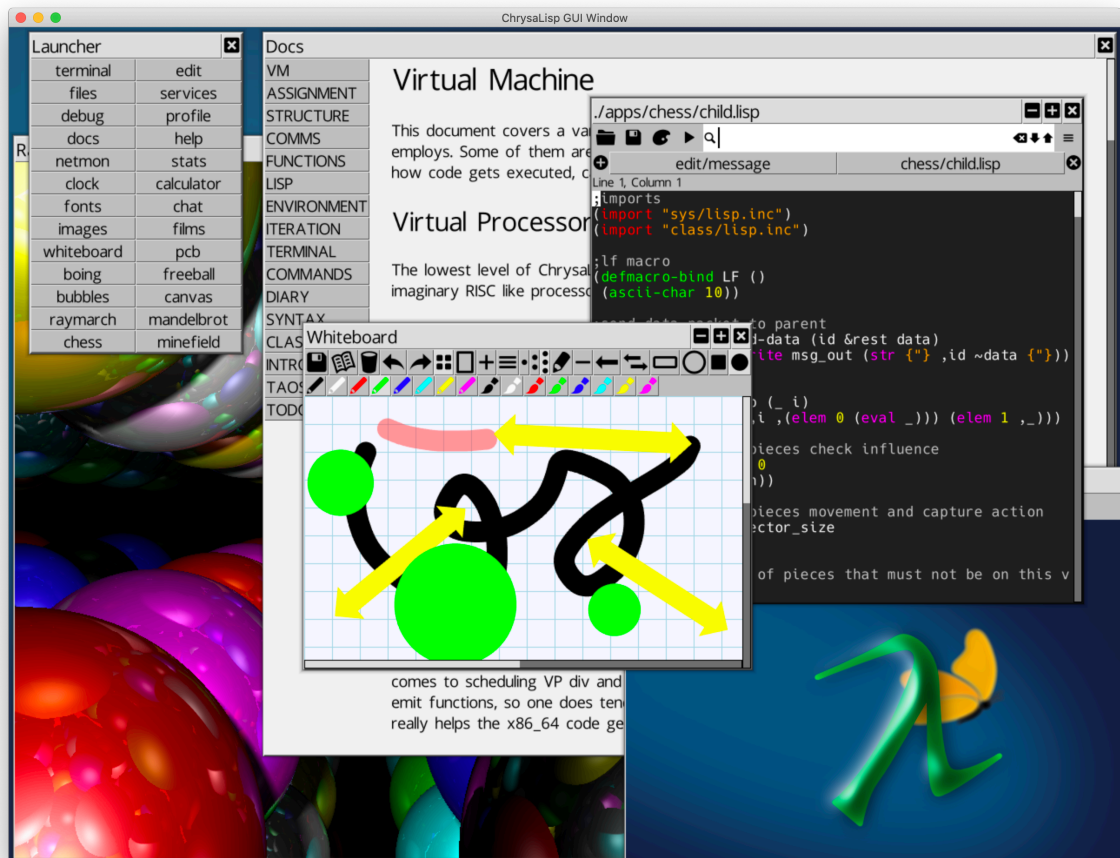 ChrysaLisp GUI Window
Launcher
terminal edit
files services
debug profile
docs help
netmon stats
clock calculator
fonts chat
images films
whiteboard pcb
boing freeball
bubbles canvas
raymarch mandelbrot
chess minefield
Docs
VM
ASSIGNMENT
STRUCTURE
COMMS
FUNCTIONS
LISP
ENVIRONMENT
ITERATION
TERMINAL
COMMANDS
DIARY
SYNTAX
CLAS
INTRO
TAOS
TODO
Virtual Machine
This document covers a va
employs. Some of them are
how code gets executed, c
Virtual Processor
The lowest level of Chrysal
imaginary RISC like processo
comes to scheduling VP div and
emit functions, so one does ten
really helps the x86_64 code ge
./apps/chess/child.lisp
edit/message chess/child.lisp
Line 1, Column 1
;imports
(import "sys/lisp.inc")
(import "class/lisp.inc")
;lf macro
(defmacro-bind LF ()
(ascii-char 10))
;send data packet to parent
d-data (id &rest data)
ite msg_out (str {"} ,id ~data {"}))
(_ i)
,i ,(elem 0 (eval _))) (elem 1 ,_)))
pieces check influence
0
))
pieces movement and capture action
ector_size
of pieces that must not be on this v
Whiteboard